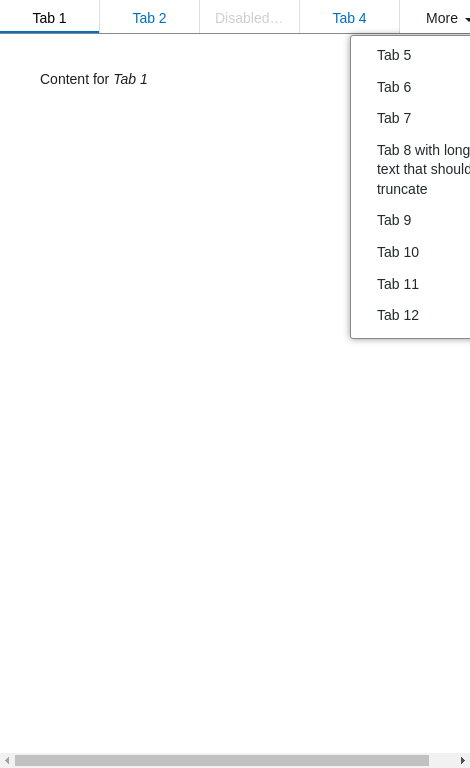 Tab 1 Tab 2 Disabled… Tab 4 More
Content for Tab 1
Tab 5
Tab 6
Tab 7
Tab 8 with long
text that should
truncate
Tab 9
Tab 10
Tab 11
Tab 12